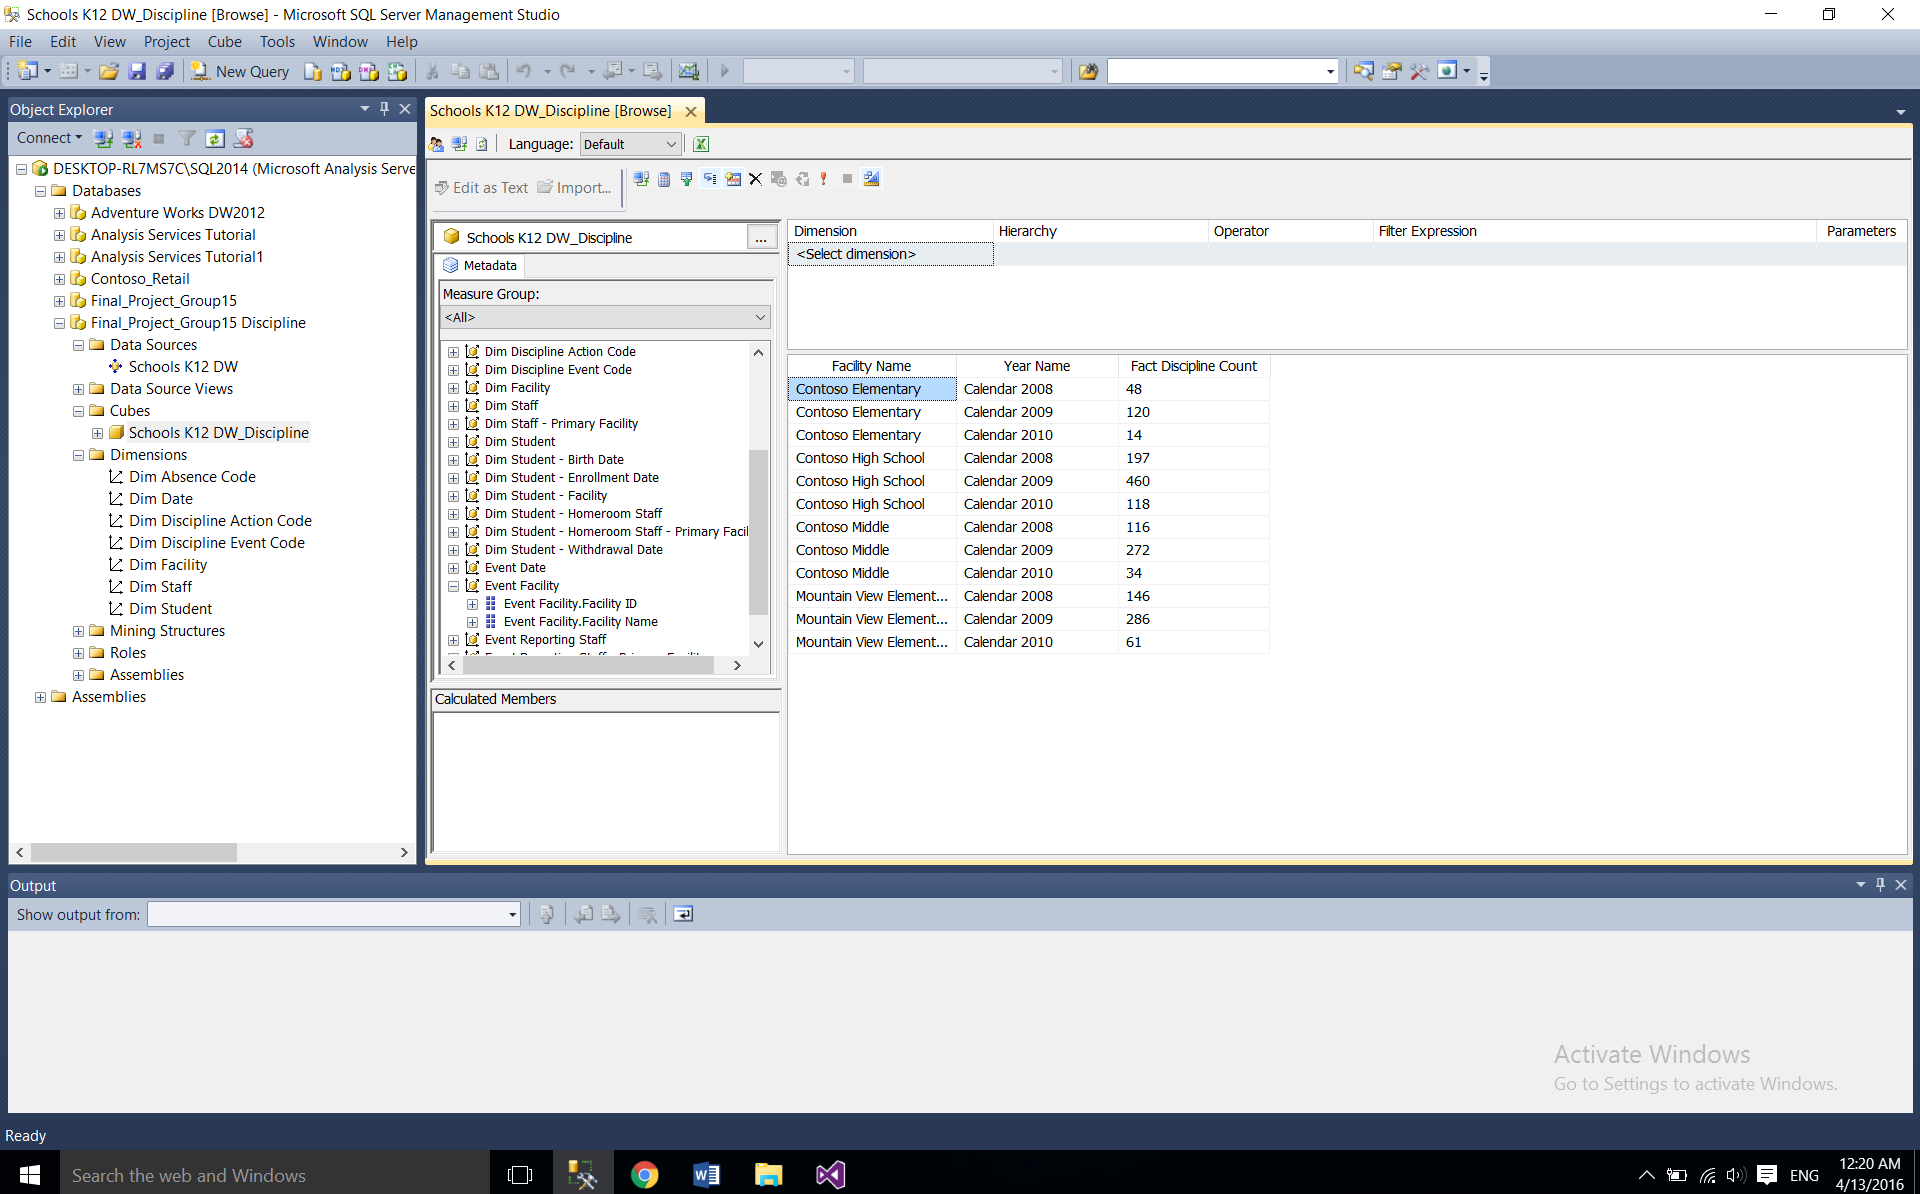 Schools K12 DW_Discipline [Browse] - Microsoft SQL Server Management Studio
File Edit View Project Cube Tools Window Help
New Query
Object Explorer
Connect
DESKTOP-RL7MS7C\SQL2014 (Microsoft Analysis Serve
Databases
Adventure Works DW2012
Analysis Services Tutorial
Analysis Services Tutorial1
Contoso_Retail
Final_Project_Group15
Final_Project_Group15 Discipline
Data Sources
Schools K12 DW
Data Source Views
Cubes
Schools K12 DW_Discipline
Dimensions
Dim Absence Code
Dim Date
Dim Discipline Action Code
Dim Discipline Event Code
Dim Facility
Dim Staff
Dim Student
Mining Structures
Roles
Assemblies
Assemblies
Schools K12 DW_Discipline [Browse]
Language: Default
Edit as Text Import...
Schools K12 DW_Discipline ...
Metadata
Measure Group:
<All>
Dim Discipline Action Code
Dim Discipline Event Code
Dim Facility
Dim Staff
Dim Staff - Primary Facility
Dim Student
Dim Student - Birth Date
Dim Student - Enrollment Date
Dim Student - Facility
Dim Student - Homeroom Staff
Dim Student - Homeroom Staff - Primary Facil
Dim Student - Withdrawal Date
Event Date
Event Facility
Event Facility.Facility ID
Event Facility.Facility Name
Event Reporting Staff
Calculated Members
Dimension Hierarchy Operator Filter Expression Parameters
<Select dimension>
Facility Name Year Name Fact Discipline Count
Contoso Elementary Calendar 2008 48
Contoso Elementary Calendar 2009 120
Contoso Elementary Calendar 2010 14
Contoso High School Calendar 2008 197
Contoso High School Calendar 2009 460
Contoso High School Calendar 2010 118
Contoso Middle Calendar 2008 116
Contoso Middle Calendar 2009 272
Contoso Middle Calendar 2010 34
Mountain View Element... Calendar 2008 146
Mountain View Element... Calendar 2009 286
Mountain View Element... Calendar 2010 61
Output
Show output from:
Activate Windows
Go to Settings to activate Windows.
Ready
Search the web and Windows
ENG
12:20 AM
4/13/2016